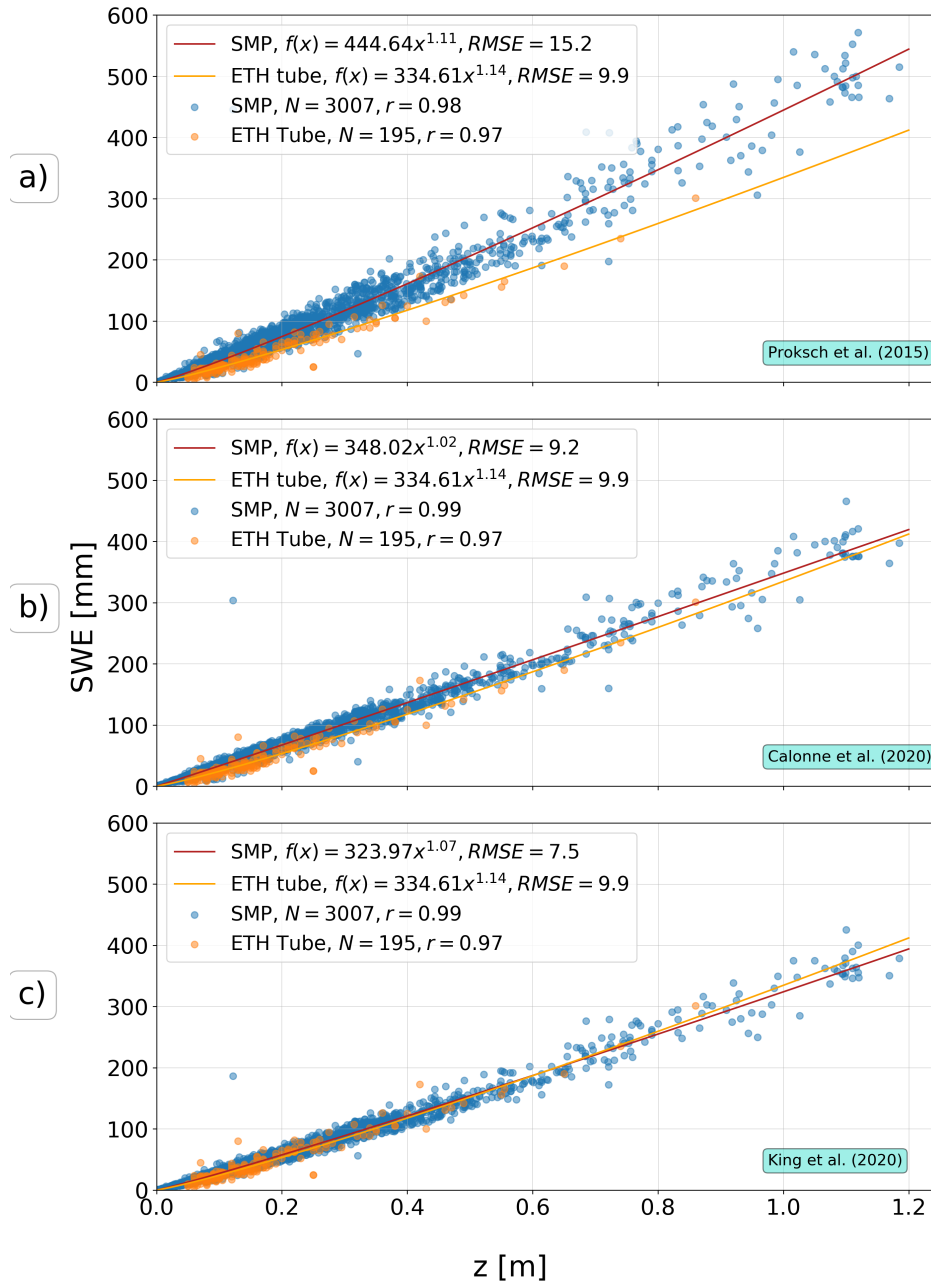 600
500
400
300
200
100
0
a)
SMP, f(x) = 444.64x^1.11, RMSE = 15.2
ETH tube, f(x) = 334.61x^1.14, RMSE = 9.9
SMP, N = 3007, r = 0.98
ETH Tube, N = 195, r = 0.97
Proksch et al. (2015)
600
500
400
300
200
100
0
b)
SWE [mm]
SMP, f(x) = 348.02x^1.02, RMSE = 9.2
ETH tube, f(x) = 334.61x^1.14, RMSE = 9.9
SMP, N = 3007, r = 0.99
ETH Tube, N = 195, r = 0.97
Calonne et al. (2020)
600
500
400
300
200
100
0
c)
SMP, f(x) = 323.97x^1.07, RMSE = 7.5
ETH tube, f(x) = 334.61x^1.14, RMSE = 9.9
SMP, N = 3007, r = 0.99
ETH Tube, N = 195, r = 0.97
King et al. (2020)
0.0 0.2 0.4 0.6 0.8 1.0 1.2
z [m]